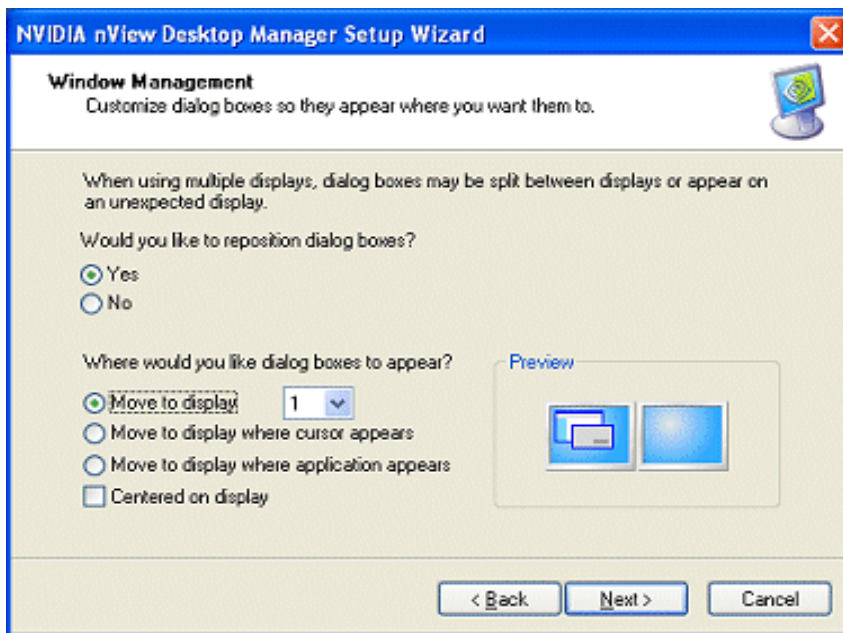 NVIDIA nView Desktop Manager Setup Wizard
Window Management
Customize dialog boxes so they appear where you want them to.
When using multiple displays, dialog boxes may be split between displays or appear on
an unexpected display.
Would you like to reposition dialog boxes?
Yes
No
Where would you like dialog boxes to appear?
Preview
Move to display 1
Move to display where cursor appears
Move to display where application appears
Centered on display
< Back Next > Cancel